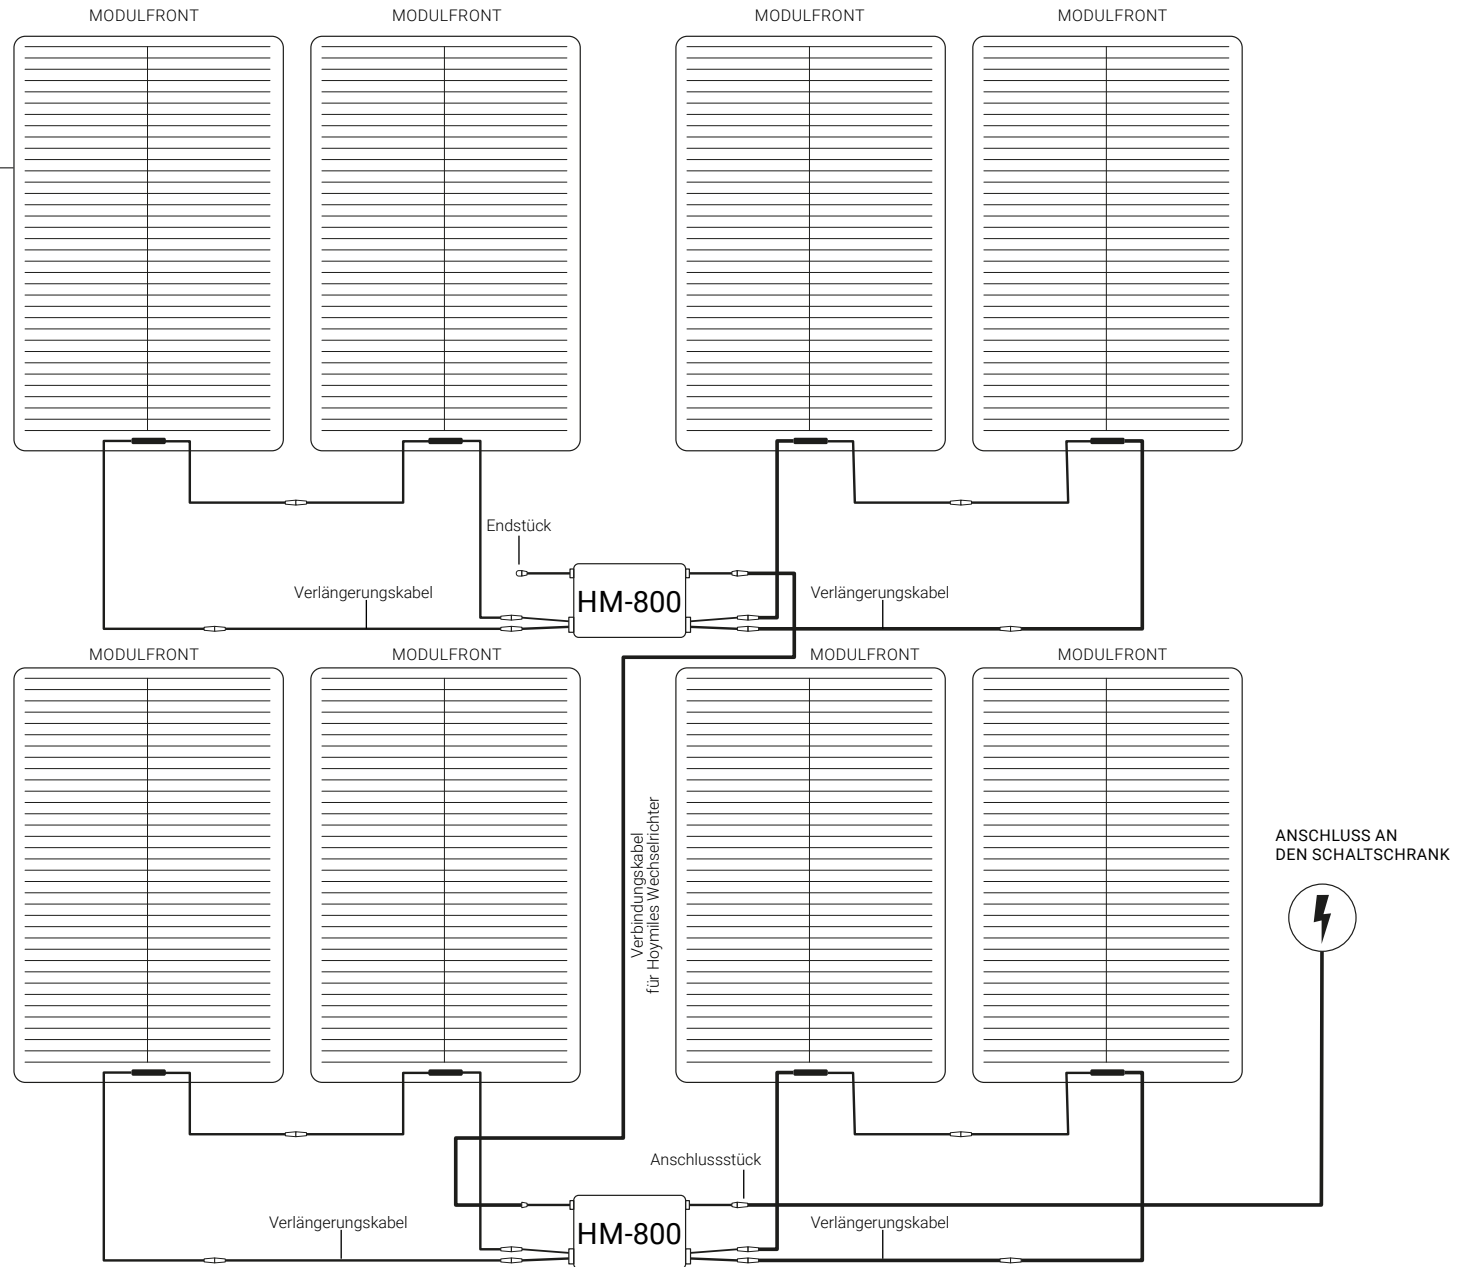 MODULFRONT
MODULFRONT
MODULFRONT
MODULFRONT
Endstück
Verlängerungskabel
HM-800
Verlängerungskabel
MODULFRONT
MODULFRONT
MODULFRONT
MODULFRONT
Verbindungskabel
für Hoymiles Wechselrichter
ANSCHLUSS AN
DEN SCHALTSCHRANK
Anschlussstück
Verlängerungskabel
HM-800
Verlängerungskabel